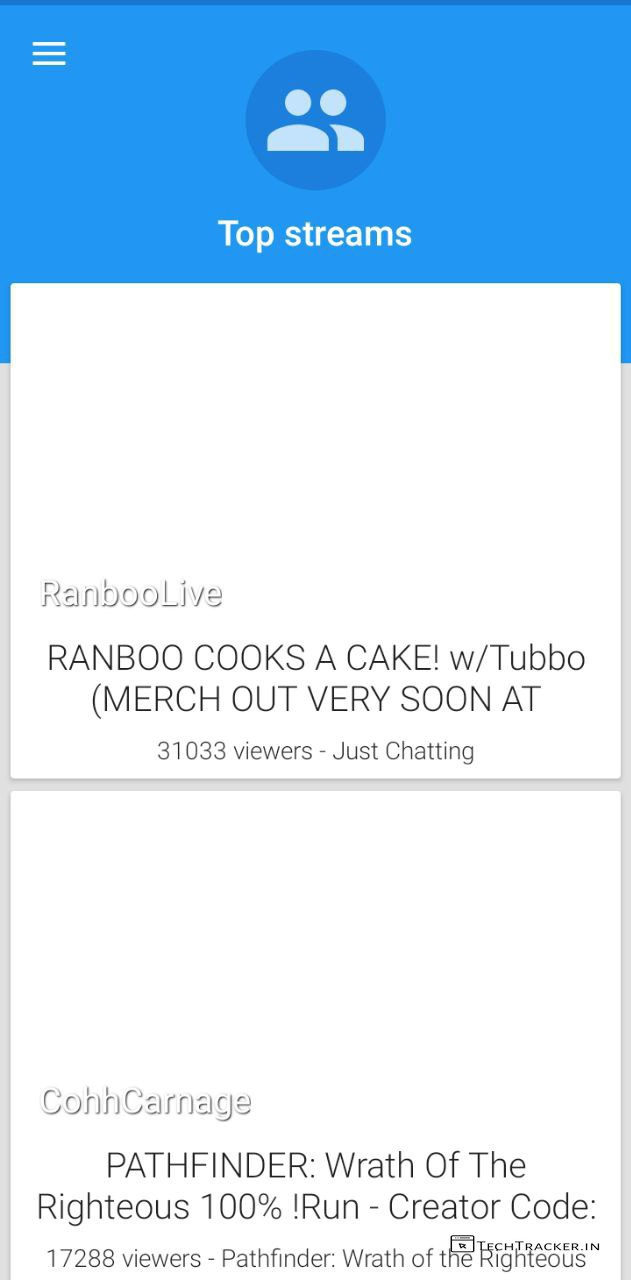 Top streams
RanbooLive
RANBOO COOKS A CAKE! w/Tubbo
(MERCH OUT VERY SOON AT
31033 viewers - Just Chatting
CohhCarnage
PATHFINDER: Wrath Of The
Righteous 100% !Run - Creator Code:
17288 viewers - Pathfinder: Wrath of the Righteous
TECHTRACKER.IN